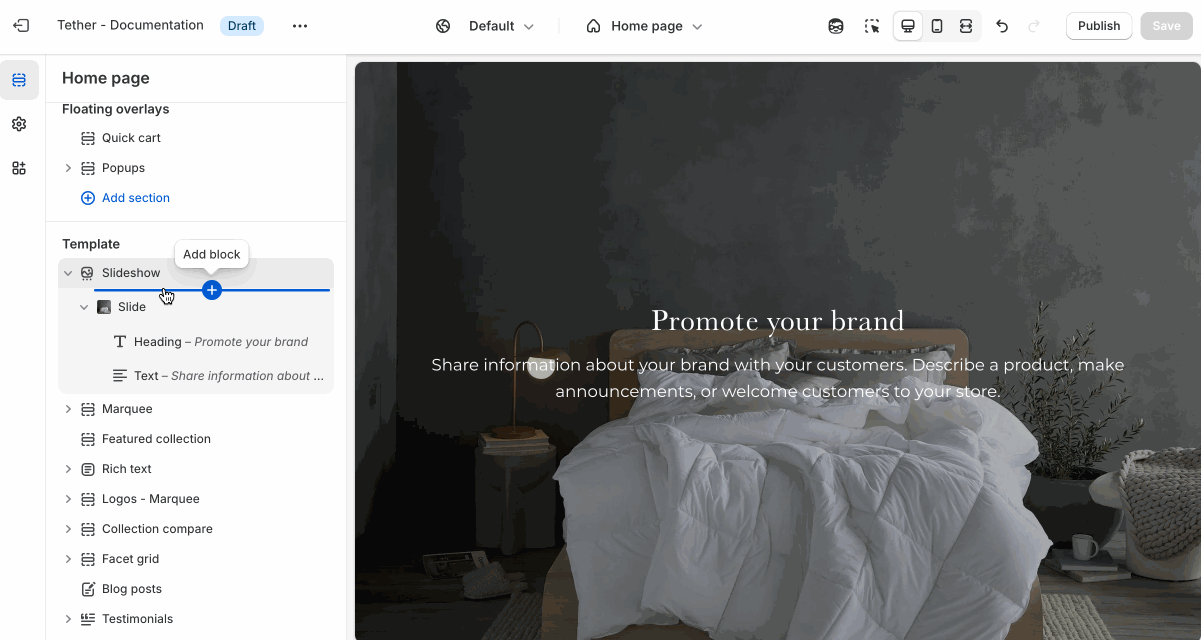 Tether - Documentation Draft
Default
Home page
Publish
Save
Home page
Floating overlays
Quick cart
Popups
Add section
Template
Add block
Slideshow
Slide
Heading – Promote your brand
Text – Share information about ...
Marquee
Featured collection
Rich text
Logos - Marquee
Collection compare
Facet grid
Blog posts
Testimonials
Promote your brand
Share information about your brand with your customers. Describe a product, make
announcements, or welcome customers to your store.